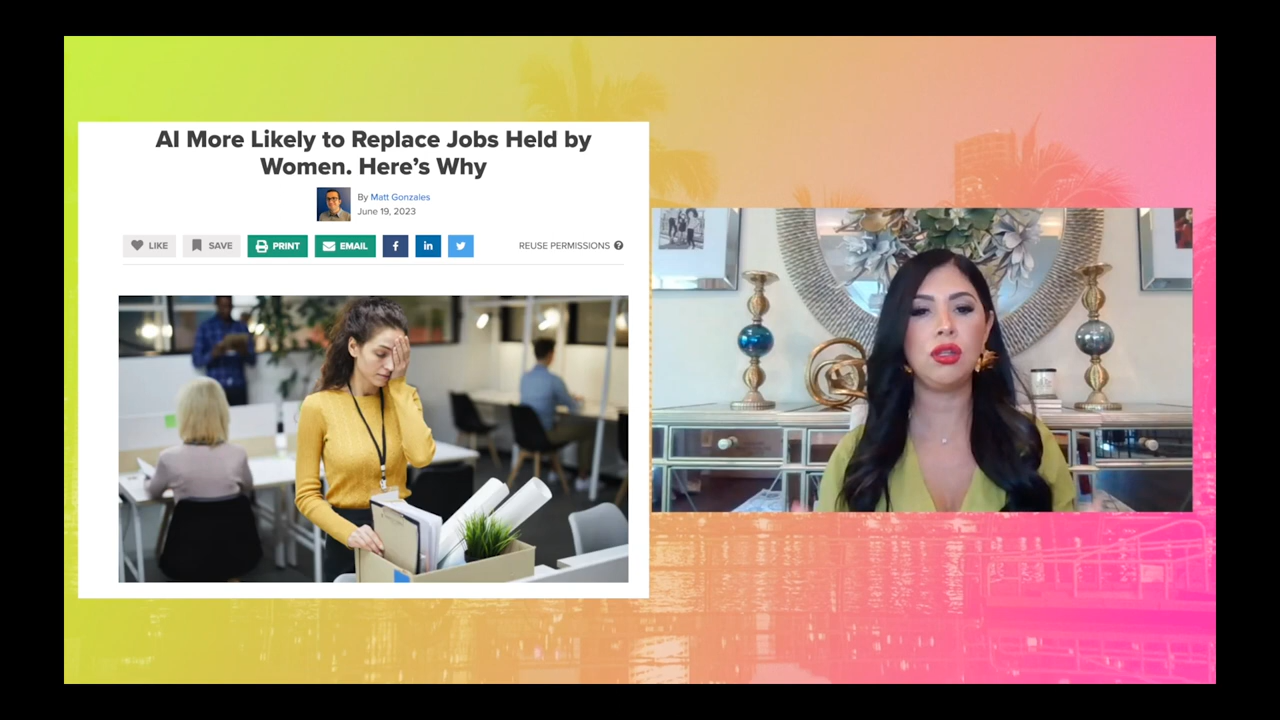 AI More Likely to Replace Jobs Held by
Women. Here’s Why
By Matt Gonzales
June 19, 2023
LIKE
SAVE
PRINT
EMAIL
f
in
REUSE PERMISSIONS ?